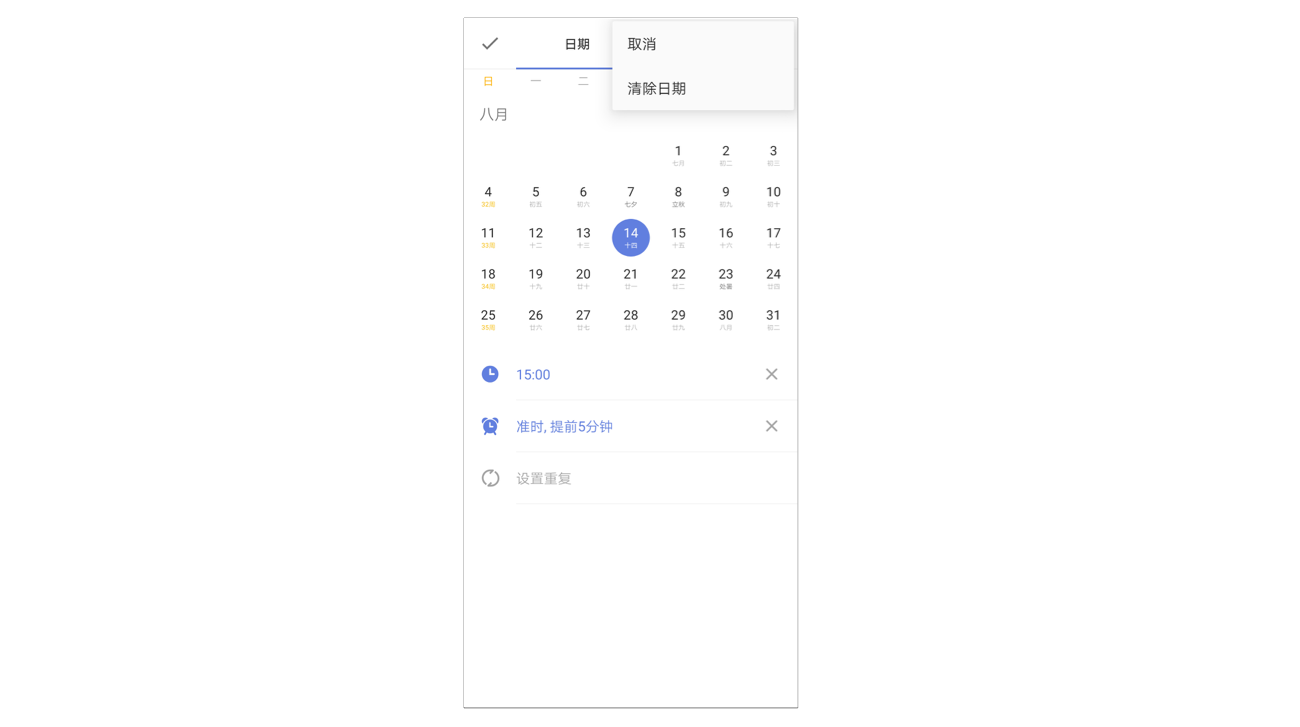 日期
取消
清除日期
日 一 二
八月
1 2 3
七月 初二 初三
4 5 6 7 8 9 10
32周 初五 初六 七夕 立秋 初九 初十
11 12 13 14 15 16 17
33周 十二 十三 十四 十五 十六 十七
18 19 20 21 22 23 24
34周 十九 二十 廿一 廿二 处暑 廿四
25 26 27 28 29 30 31
35周 廿六 廿七 廿八 廿九 八月 初二
15:00
准时, 提前5分钟
设置重复